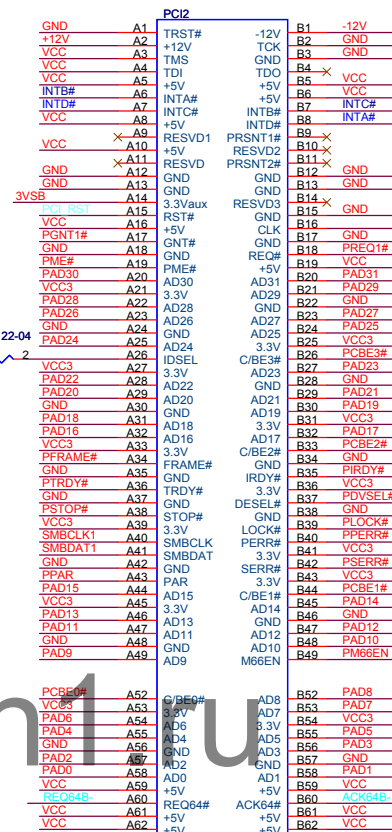 PCI2
GND A1 TRST# -12V B1 -12V
+12V A2 +12V TCK B2 GND
VCC A3 TMS GND B3 GND
VCC A4 TDI TDO B4
VCC A5 +5V +5V B5 VCC
INTB# A6 INTA# +5V B6 VCC
INTD# A7 INTC# INTB# B7 INTC#
VCC A8 +5V INTD# B8 INTA#
A9 RESVD1 PRSNT1# B9
VCC A10 +5V RESVD2 B10
A11 RESVD PRSNT2# B11
GND A12 GND GND B12 GND
GND A13 GND GND B13 GND
3VSB A14 3.3Vaux RESVD3 B14
PCI_RST A15 RST# GND B15 GND
VCC A16 +5V CLK B16
PGNT1# A17 GNT# GND B17 GND
GND A18 GND REQ# B18 PREQ1#
PME# A19 PME# +5V B19 VCC
PAD30 A20 AD30 AD31 B20 PAD31
VCC3 A21 3.3V AD29 B21 PAD29
PAD28 A22 AD28 GND B22 GND
PAD26 A23 AD26 AD27 B23 PAD27
GND A24 GND AD25 B24 PAD25
22-04
PAD24 A25 AD24 3.3V B25 VCC3
2 A26 IDSEL C/BE3# B26 PCBE3#
VCC3 A27 3.3V AD23 B27 PAD23
PAD22 A28 AD22 GND B28 GND
PAD20 A29 AD20 AD21 B29 PAD21
GND A30 GND AD19 B30 PAD19
PAD18 A31 AD18 3.3V B31 VCC3
PAD16 A32 AD16 AD17 B32 PAD17
VCC3 A33 3.3V C/BE2# B33 PCBE2#
PFRAME# A34 FRAME# GND B34 GND
GND A35 GND IRDY# B35 PIRDY#
PTRDY# A36 TRDY# 3.3V B36 VCC3
GND A37 GND DESEL# B37 PDVSEL#
PSTOP# A38 STOP# GND B38 GND
VCC3 A39 3.3V LOCK# B39 PLOCK#
SMBCLK1 A40 SMBCLK PERR# B40 PPERR#
SMBDAT1 A41 SMBDAT 3.3V B41 VCC3
GND A42 GND SERR# B42 PSERR#
PPAR A43 PAR 3.3V B43 VCC3
PAD15 A44 AD15 C/BE1# B44 PCBE1#
VCC3 A45 3.3V AD14 B45 PAD14
PAD13 A46 AD13 GND B46 GND
PAD11 A47 AD11 AD12 B47 PAD12
GND A48 GND AD10 B48 PAD10
PAD9 A49 AD9 M66EN B49 PM66EN
PCBE0# A52 C/BE0# AD8 B52 PAD8
VCC3 A53 3.3V AD7 B53 PAD7
PAD6 A54 AD6 3.3V B54 VCC3
PAD4 A55 AD4 AD5 B55 PAD5
GND A56 GND AD3 B56 PAD3
PAD2 A57 AD2 GND B57 GND
PAD0 A58 AD0 AD1 B58 PAD1
VCC A59 +5V +5V B59 VCC
REQ64B- A60 REQ64# ACK64# B60 ACK64B-
VCC A61 +5V +5V B61 VCC
VCC A62 +5V +5V B62 VCC
n1.ru